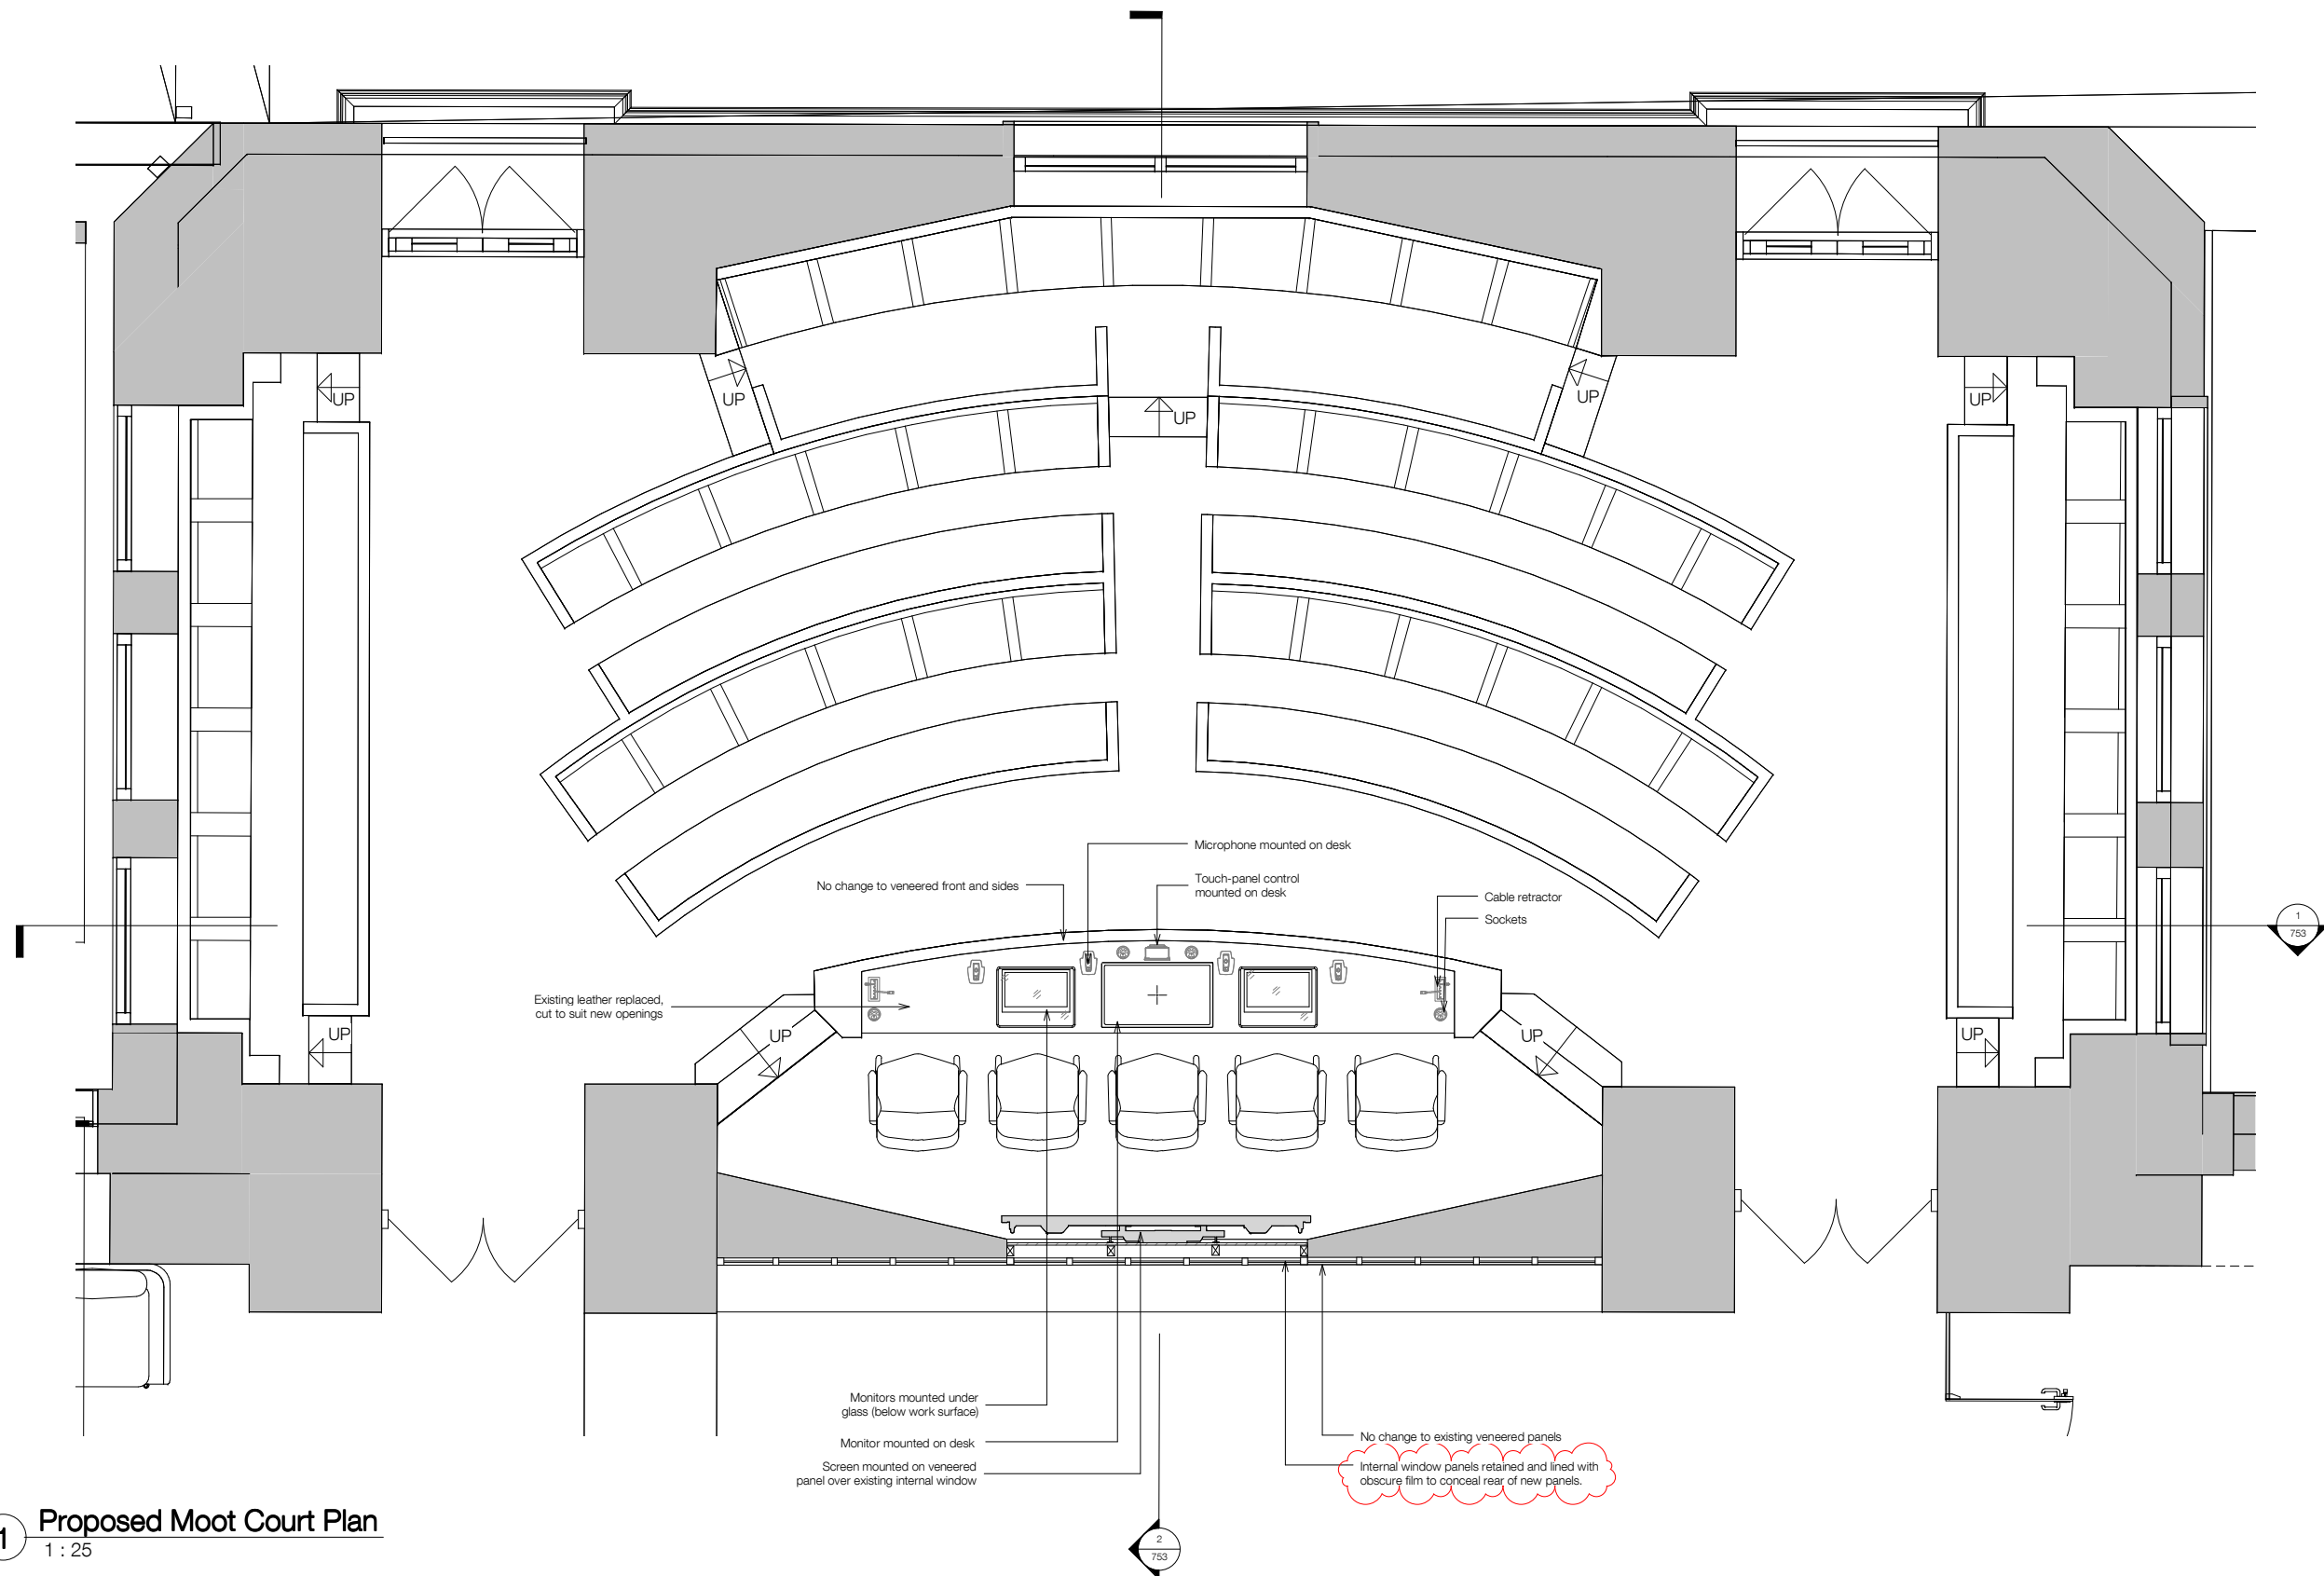 UP
UP
UP
UP
UP
Microphone mounted on desk
No change to veneered front and sides
Touch-panel control
mounted on desk
Cable retractor
Sockets
1
753
Existing leather replaced,
cut to suit new openings
UP
UP
UP
UP
Monitors mounted under
glass (below work surface)
Monitor mounted on desk
Screen mounted on veneered
panel over existing internal window
No change to existing veneered panels
Internal window panels retained and lined with
obscure film to conceal rear of new panels.
1
Proposed Moot Court Plan
1 : 25
2
753